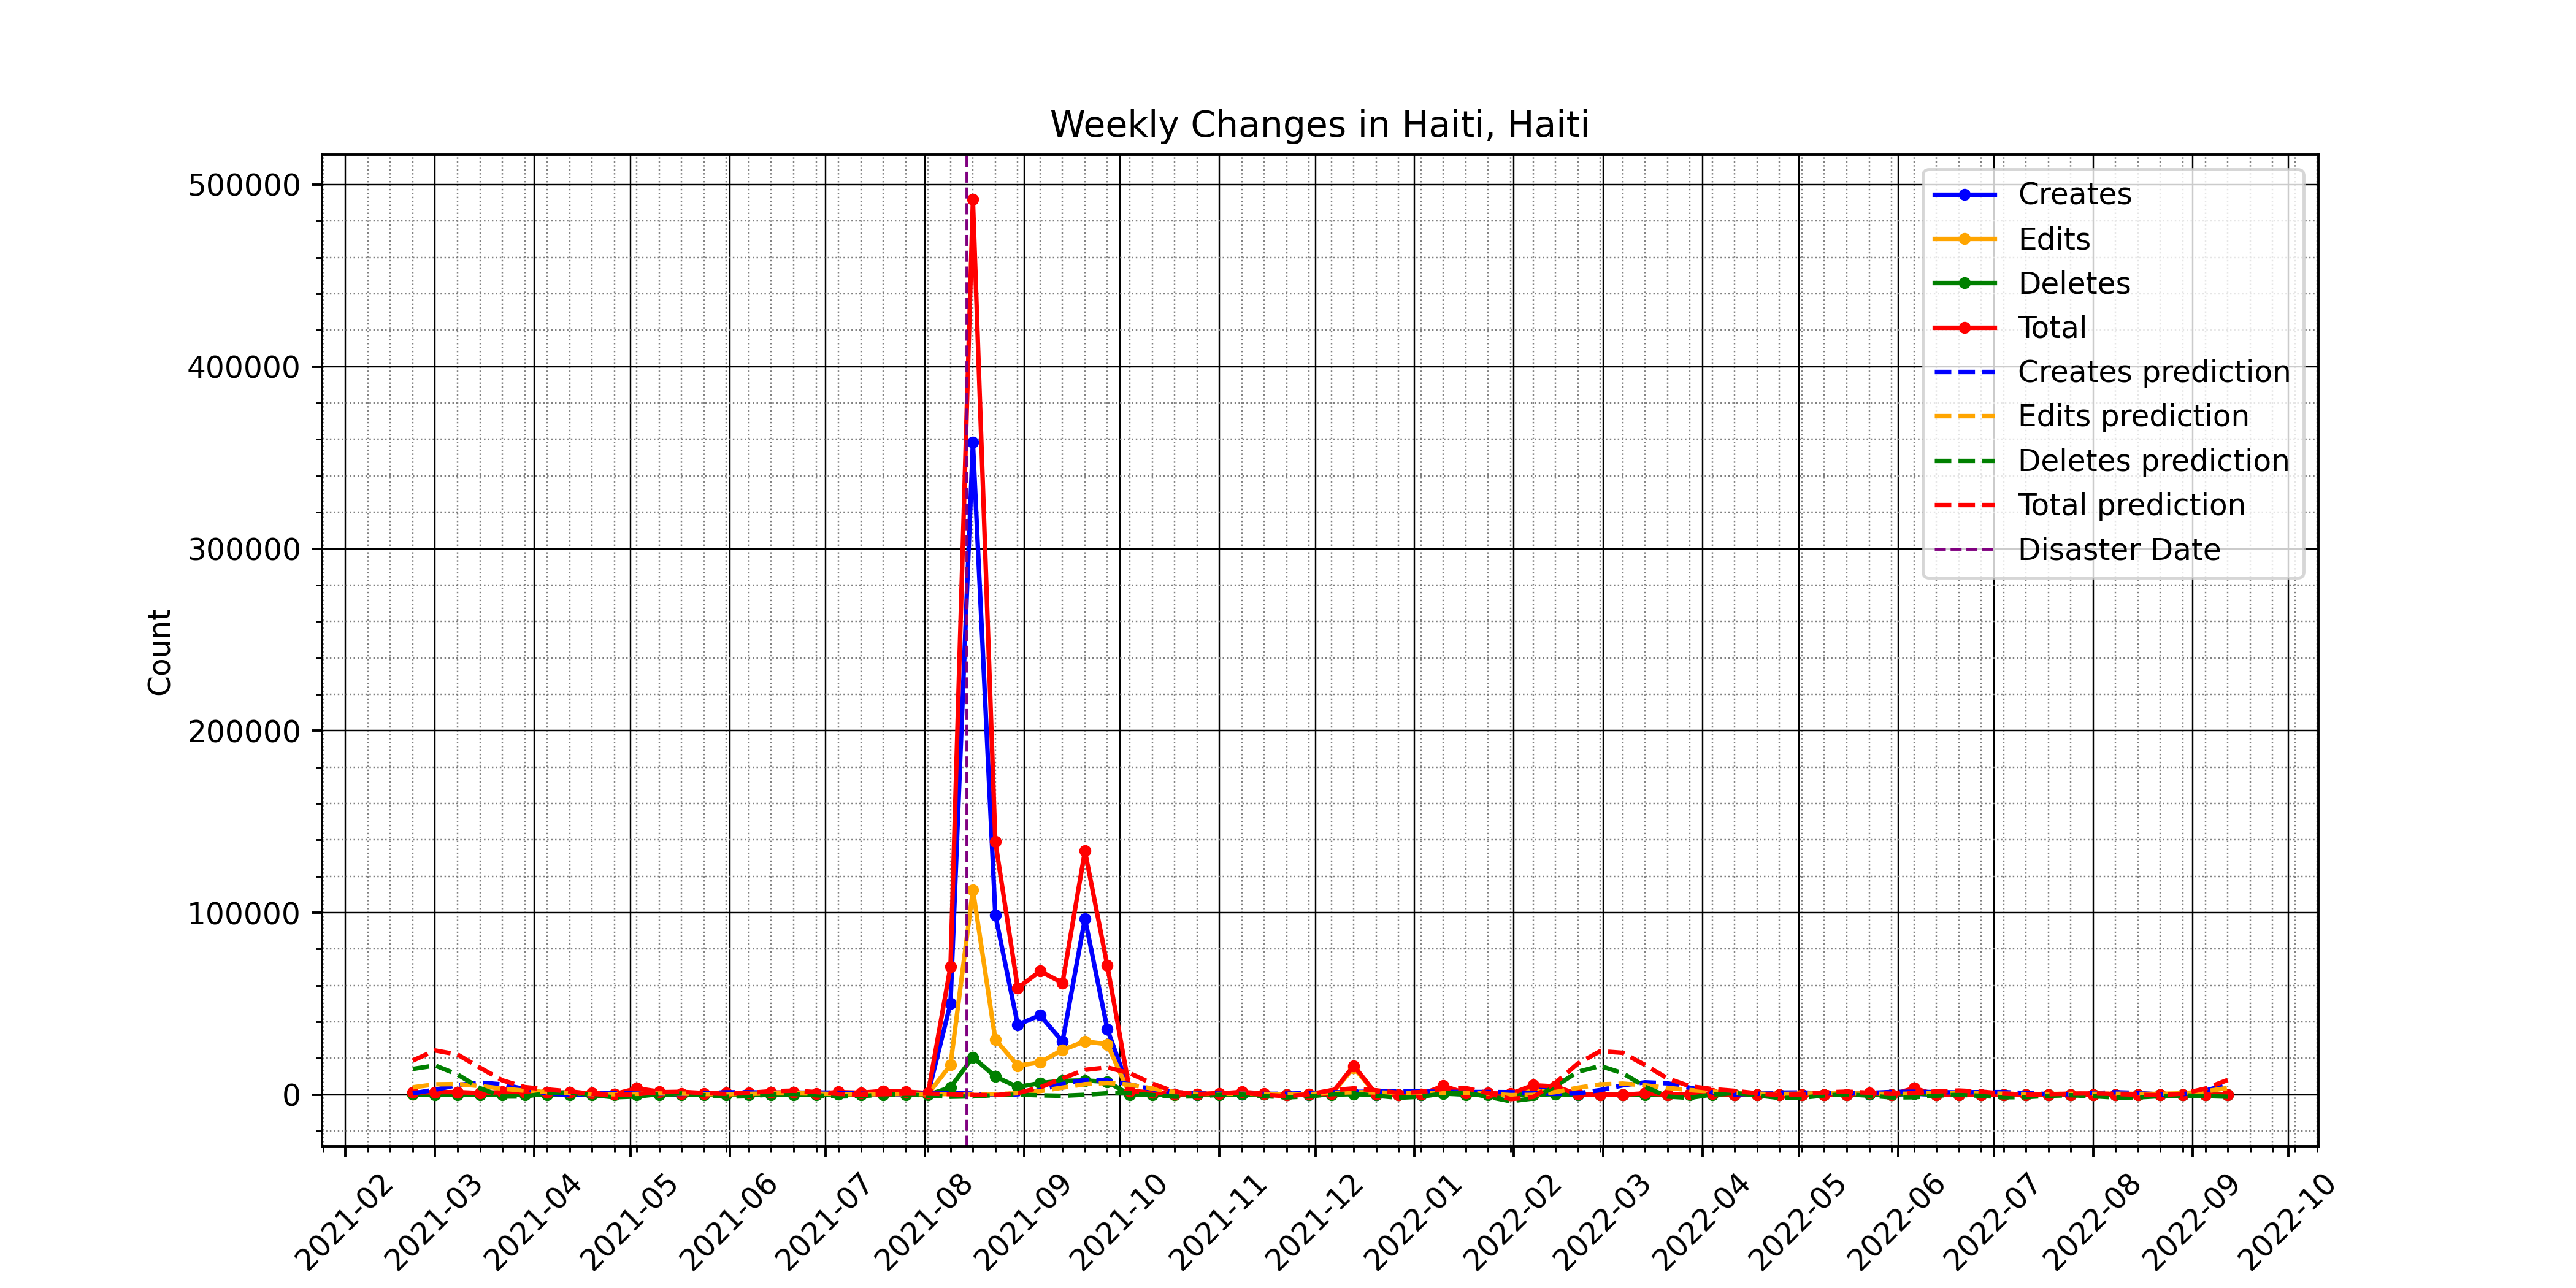 Weekly Changes in Haiti, Haiti
500000
400000
300000
200000
100000
0
Count
Creates
Edits
Deletes
Total
Creates prediction
Edits prediction
Deletes prediction
Total prediction
Disaster Date
2021-02
2021-03
2021-04
2021-05
2021-06
2021-07
2021-08
2021-09
2021-10
2021-11
2021-12
2022-01
2022-02
2022-03
2022-04
2022-05
2022-06
2022-07
2022-08
2022-09
2022-10